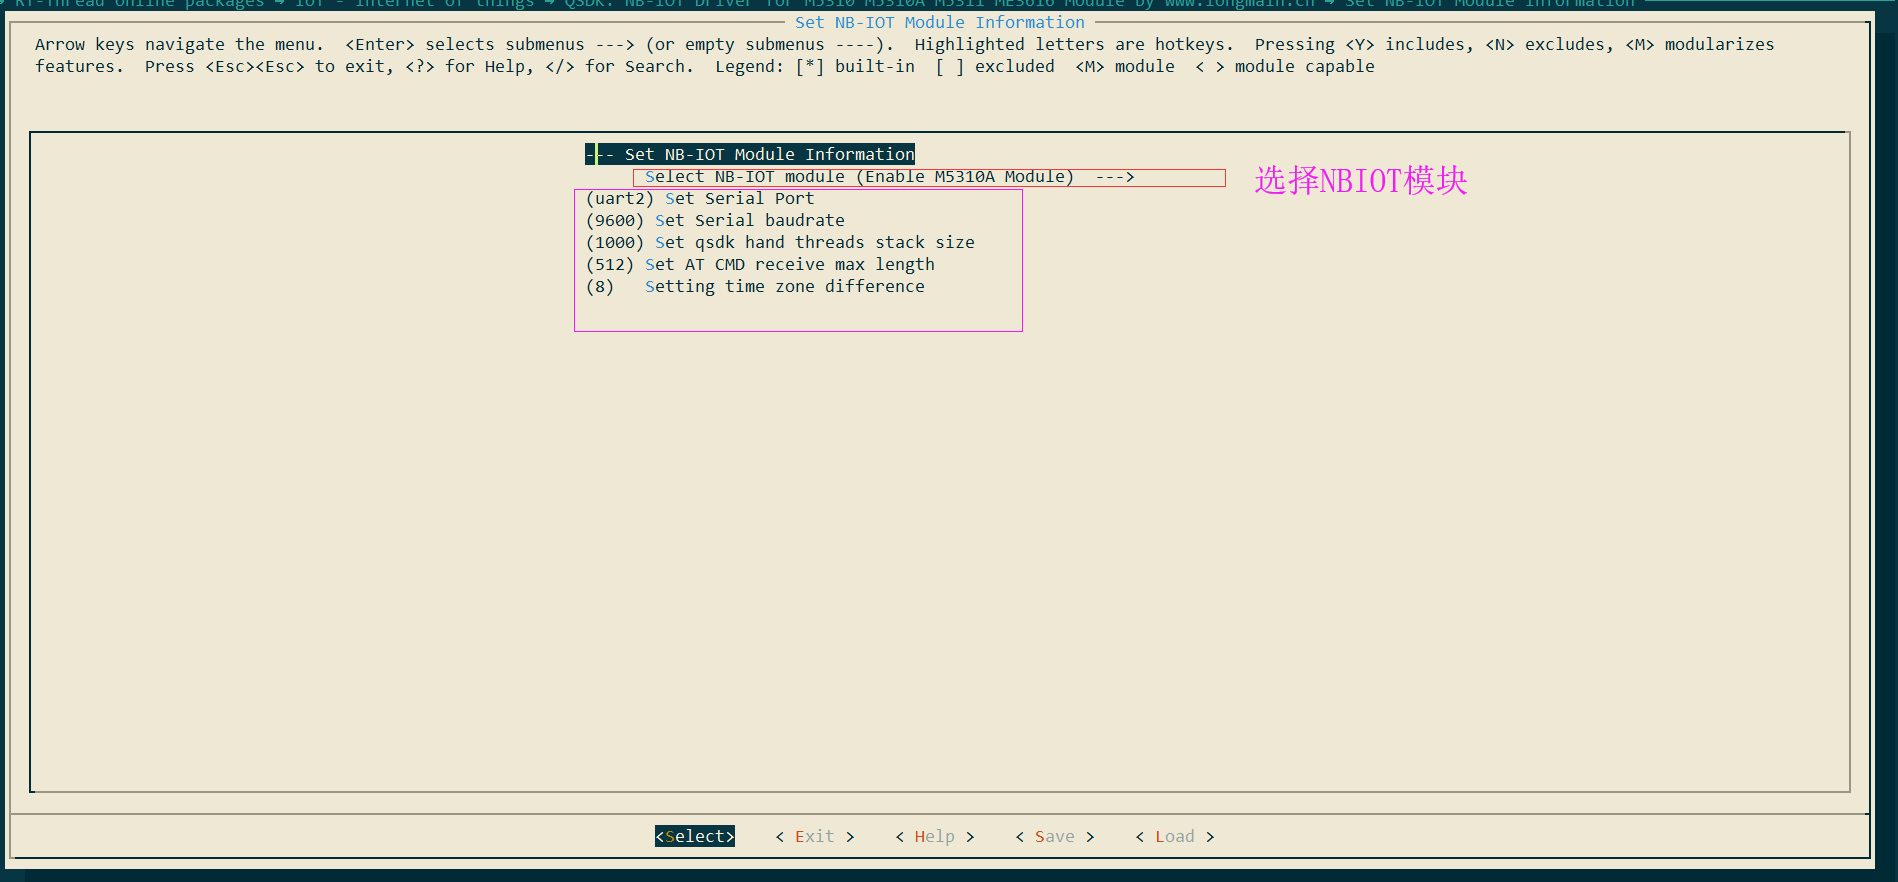 RT-Thread online packages → IoT - internet of things → QSDK: NB-IOT Driver for M5310 M5310A M5311 ME3616 Module by www.longmain.cn → Set NB-IOT Module Information
Set NB-IOT Module Information
Arrow keys navigate the menu.  <Enter> selects submenus ---> (or empty submenus ----).  Highlighted letters are hotkeys.  Pressing <Y> includes, <N> excludes, <M> modularizes
features.  Press <Esc><Esc> to exit, <?> for Help, </> for Search.  Legend: [*] built-in  [ ] excluded  <M> module  < > module capable
--- Set NB-IOT Module Information
Select NB-IOT module (Enable M5310A Module)  --->
选择NBIOT模块
(uart2) Set Serial Port
(9600) Set Serial baudrate
(1000) Set qsdk hand threads stack size
(512) Set AT CMD receive max length
(8)   Setting time zone difference
<Select>    < Exit >    < Help >    < Save >    < Load >